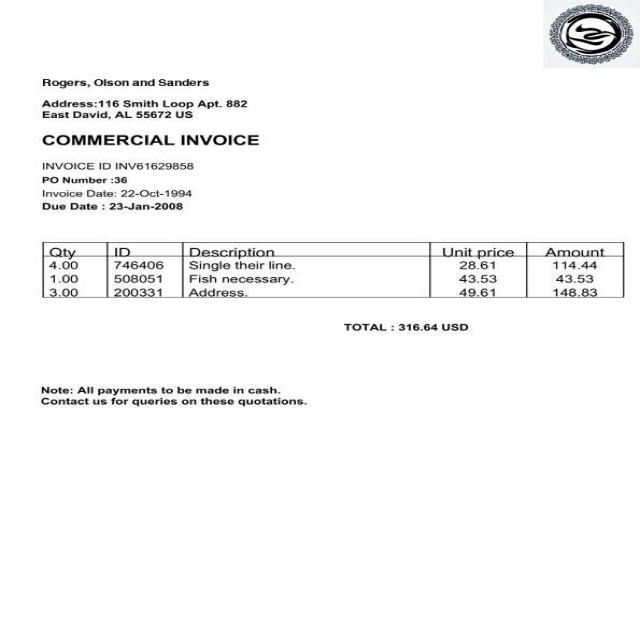 Rogers, Olson and Sanders
Address:116 Smith Loop Apt. 882
East David, AL 55672 US
COMMERCIAL INVOICE
INVOICE ID INV61629858
PO Number :36
Invoice Date: 22-Oct-1994
Due Date : 23-Jan-2008
Qty ID Description Unit price Amount
4.00 746406 Single their line. 28.61 114.44
1.00 508051 Fish necessary. 43.53 43.53
3.00 200331 Address. 49.61 148.83
TOTAL : 316.64 USD
Note: All payments to be made in cash.
Contact us for queries on these quotations.